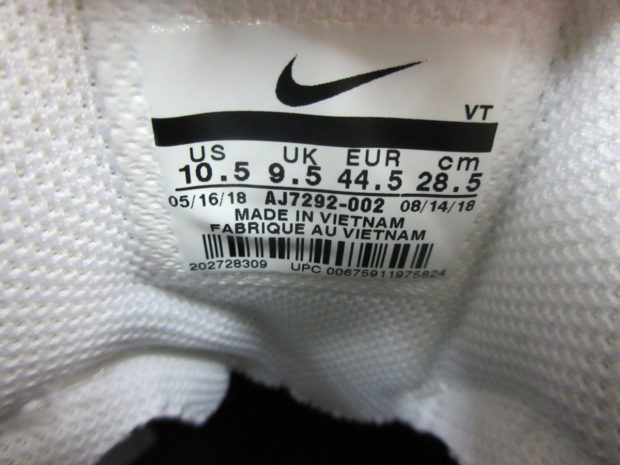 VT
US UK EUR cm
10.5 9.5 44.5 28.5
05/16/18 AJ7292-002 08/14/18
MADE IN VIETNAM
FABRIQUE AU VIETNAM
202728309 UPC 00675911975824